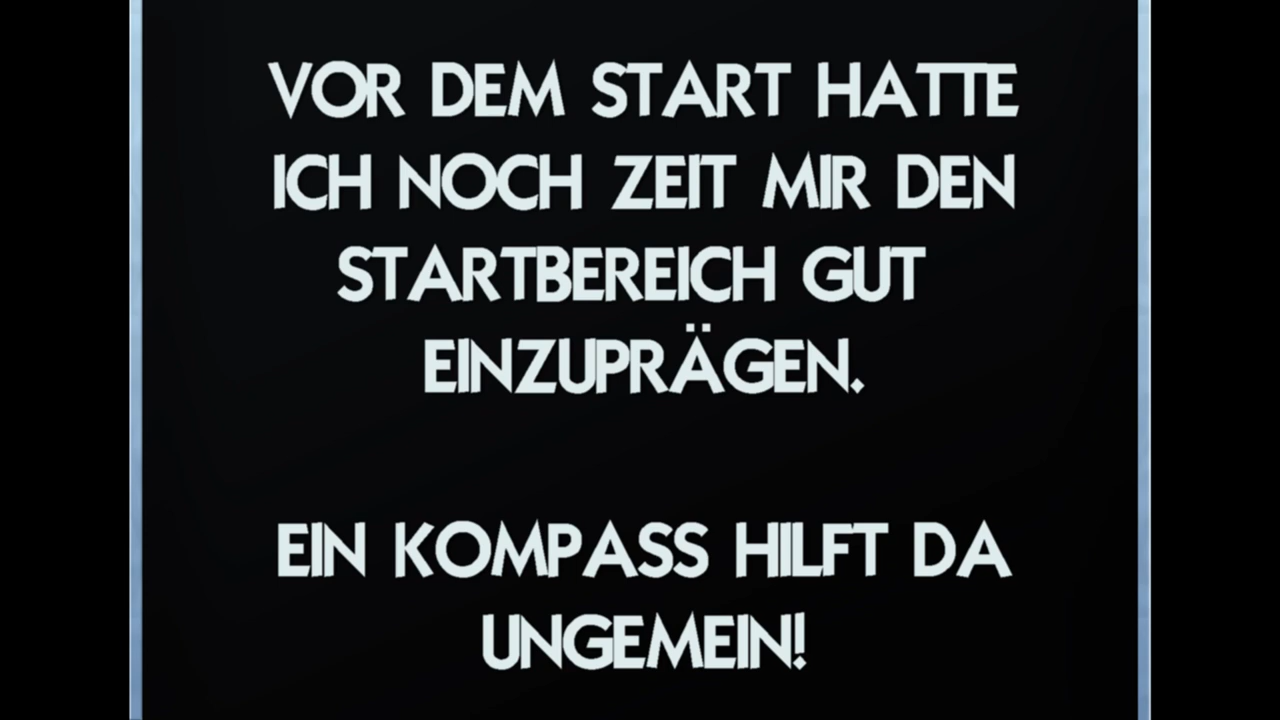 VOR DEM START HATTE
ICH NOCH ZEIT MIR DEN
STARTBEREICH GUT
EINZUPRÄGEN.
EIN KOMPASS HILFT DA
UNGEMEIN!